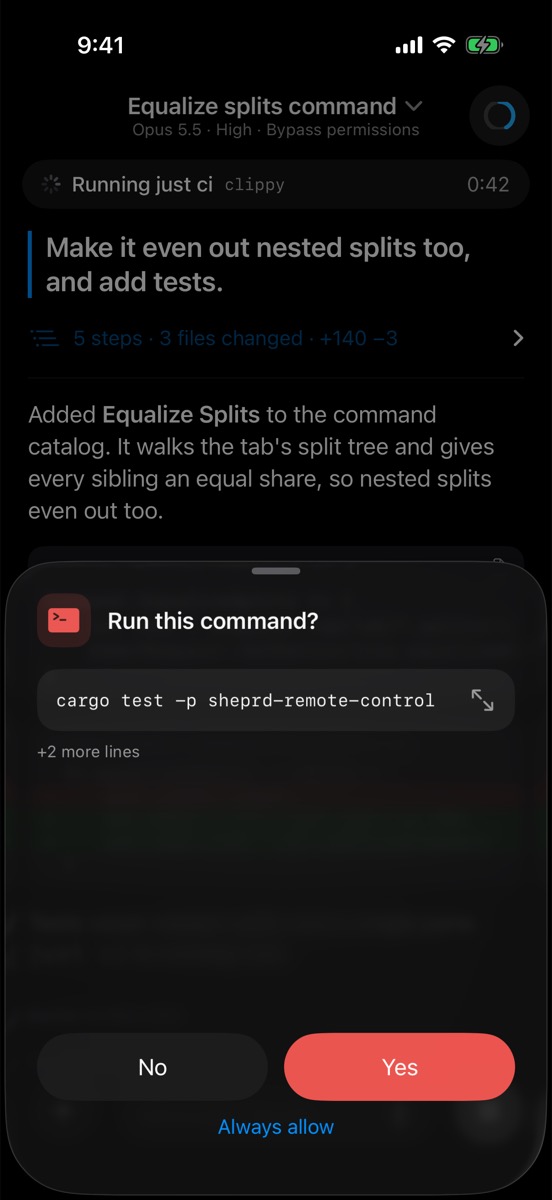 9:41
Equalize splits command
Opus 5.5 · High · Bypass permissions
Running just ci clippy 0:42
Make it even out nested splits too,
and add tests.
5 steps · 3 files changed · +140 −3
Added Equalize Splits to the command
catalog. It walks the tab's split tree and gives
every sibling an equal share, so nested splits
even out too.
Run this command?
cargo test -p sheprd-remote-control
+2 more lines
No
Yes
Always allow